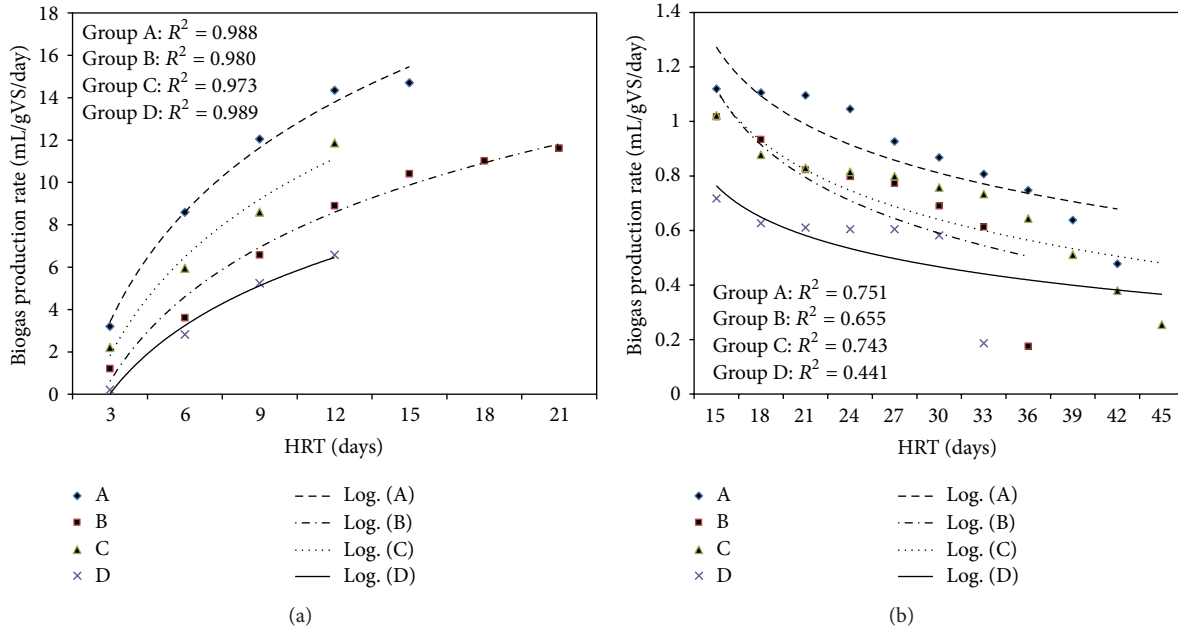 Group A: R² = 0.988
Group B: R² = 0.980
Group C: R² = 0.973
Group D: R² = 0.989
Biogas production rate (mL/gVS/day)
18
16
14
12
10
8
6
4
2
0
3 6 9 12 15 18 21
HRT (days)
A Log. (A)
B Log. (B)
C Log. (C)
D Log. (D)
(a)
Biogas production rate (mL/gVS/day)
1.4
1.2
1
0.8
0.6
0.4
0.2
0
Group A: R² = 0.751
Group B: R² = 0.655
Group C: R² = 0.743
Group D: R² = 0.441
15 18 21 24 27 30 33 36 39 42 45
HRT (days)
A Log. (A)
B Log. (B)
C Log. (C)
D Log. (D)
(b)